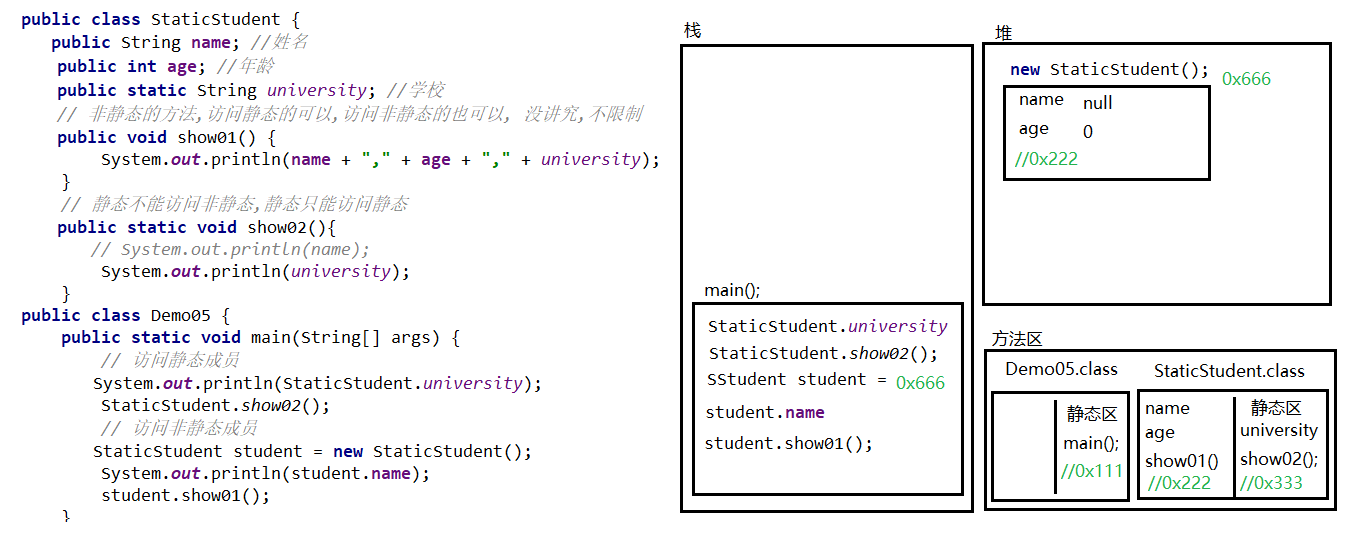 public class StaticStudent {
public String name; //姓名
public int age; //年龄
public static String university; //学校
// 非静态的方法,访问静态的可以,访问非静态的也可以, 没讲究,不限制
public void show01() {
System.out.println(name + "," + age + "," + university);
}
// 静态不能访问非静态,静态只能访问静态
public static void show02(){
// System.out.println(name);
System.out.println(university);
}
public class Demo05 {
public static void main(String[] args) {
// 访问静态成员
System.out.println(StaticStudent.university);
StaticStudent.show02();
// 访问非静态成员
StaticStudent student = new StaticStudent();
System.out.println(student.name);
student.show01();
}
栈
main();
StaticStudent.university
StaticStudent.show02();
SStudent student = 0x666
student.name
student.show01();
堆
new StaticStudent(); 0x666
name null
age 0
//0x222
方法区
Demo05.class
静态区
main();
//0x111
StaticStudent.class
name
age
show01()
//0x222
静态区
university
show02();
//0x333